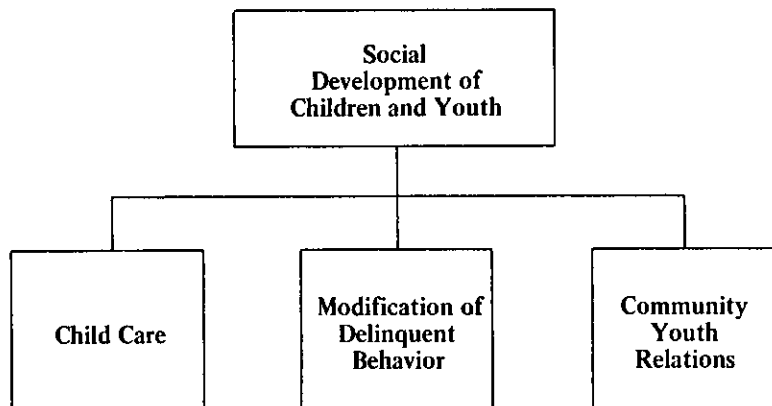 Social
Development of
Children and Youth
Child Care
Modification of
Delinquent
Behavior
Community
Youth
Relations